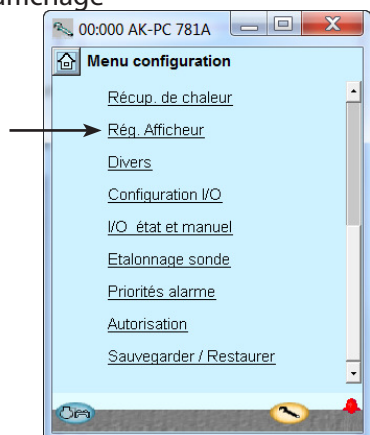 00:000 AK-PC 781A
Menu configuration
Récup. de chaleur
Rég. Afficheur
Divers
Configuration I/O
I/O état et manuel
Etalonnage sonde
Priorités alarme
Autorisation
Sauvegarder / Restaurer